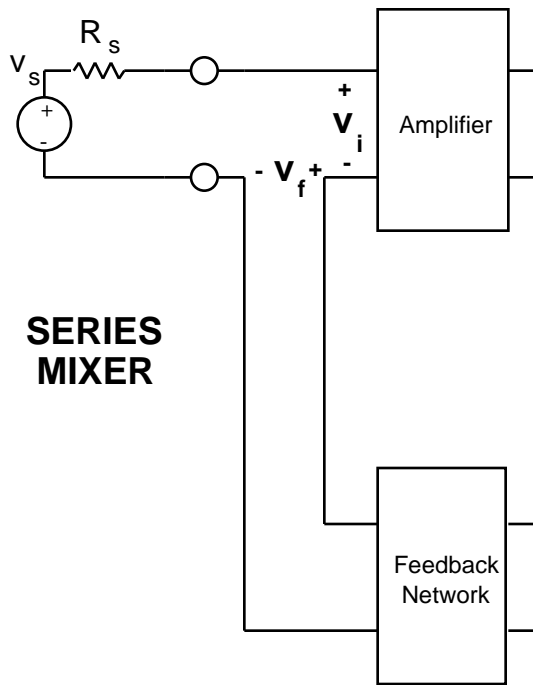 R s
v s
+
-
+
v i
-
Amplifier
- v f +
SERIES
MIXER
Feedback
Network